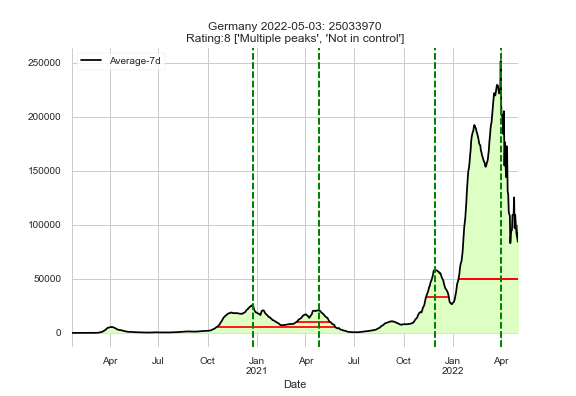 Germany 2022-05-03: 25033970
Rating:8 ['Multiple peaks', 'Not in control']
Average-7d
250000
200000
150000
100000
50000
0
Apr Jul Oct Jan Apr Jul Oct Jan Apr
2021 2022
Date